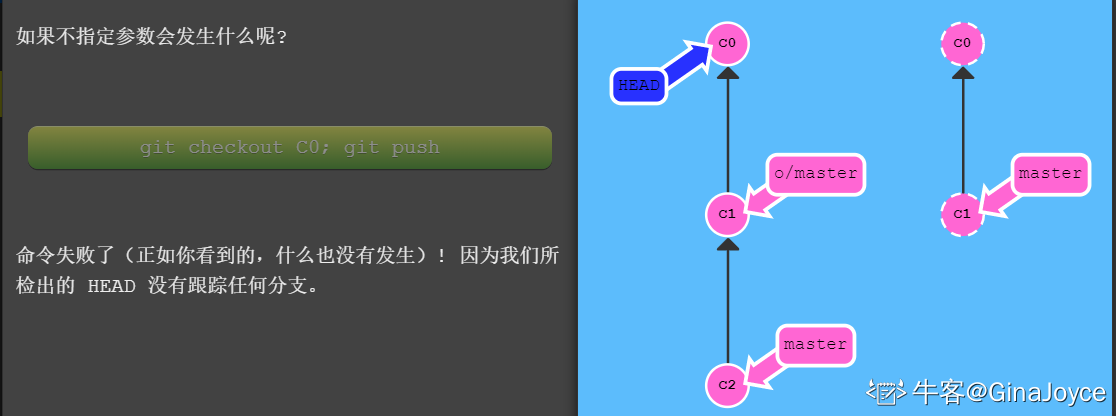 如果不指定参数会发生什么呢?
git checkout C0; git push
命令失败了（正如你看到的，什么也没有发生）! 因为我们所
检出的 HEAD 没有跟踪任何分支。
C0
HEAD
o/master
C1
master
C2
C0
master
C1
牛客@GinaJoyce